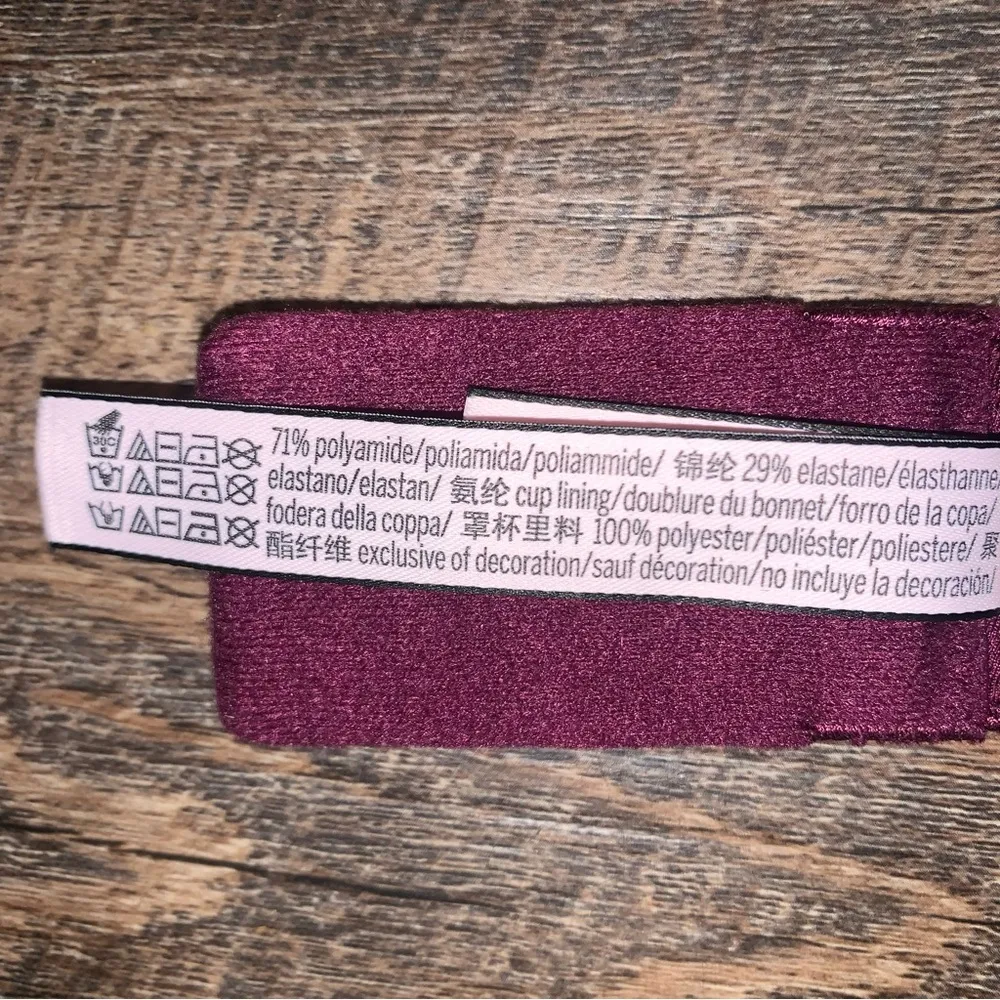 30C 71% polyamide/poliamida/poliammide/ 锦纶 29% elastane/élasthanne/
elastano/elastan/ 氨纶 cup lining/doublure du bonnet/forro de la copa/
fodera della coppa/ 罩杯里料 100% polyester/poliéster/poliestere/ 聚
酯纤维 exclusive of decoration/sauf décoration/no incluye la decoración/